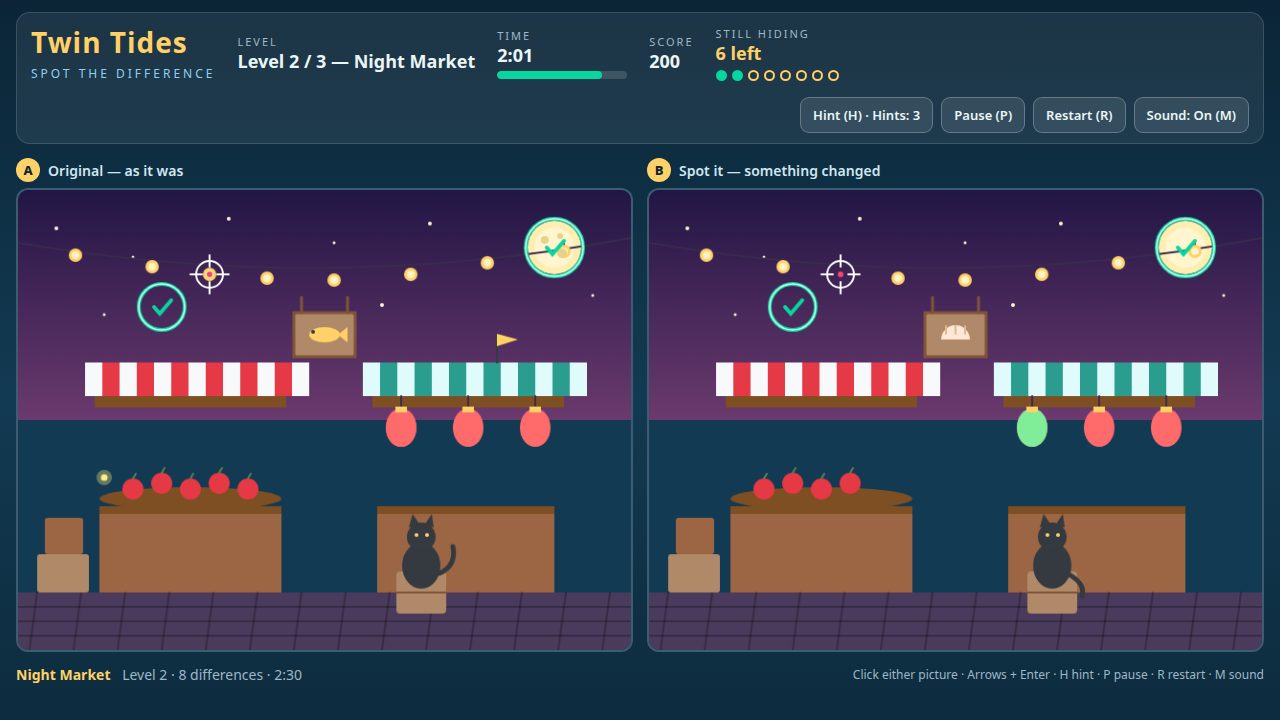 Twin Tides
SPOT THE DIFFERENCE
LEVEL
Level 2 / 3 — Night Market
TIME
2:01
SCORE
200
STILL HIDING
6 left
Hint (H) · Hints: 3
Pause (P)
Restart (R)
Sound: On (M)
A Original — as it was
B Spot it — something changed
Night Market Level 2 · 8 differences · 2:30
Click either picture · Arrows + Enter · H hint · P pause · R restart · M sound